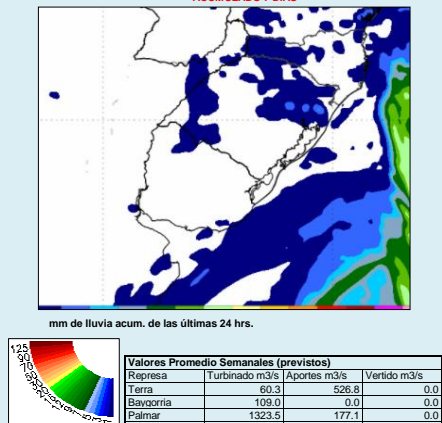 mm de lluvia acum. de las últimas 24 hrs.
125
Valores Promedio Semanales (previstos)
Represa Turbinado m3/s Aportes m3/s Vertido m3/s
Terra 60.3 526.8 0.0
Baygorria 109.0 0.0 0.0
Palmar 1323.5 177.1 0.0